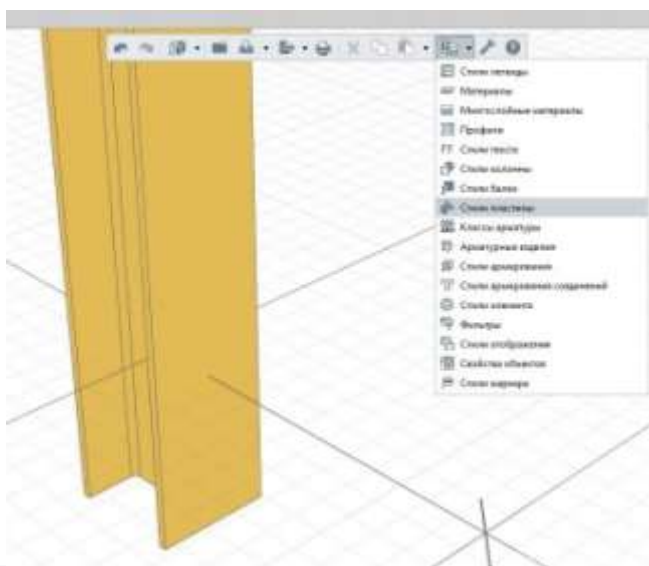 Стили легенды
Материалы
Многослойные материалы
Профили
Стили текста
Стили колонны
Стили балки
Стили пластины
Классы арматуры
Арматурные изделия
Стили армирования
Стили армирования соединений
Стили элемента
Фильтры
Стили отображения
Свойства объектов
Стили маркера